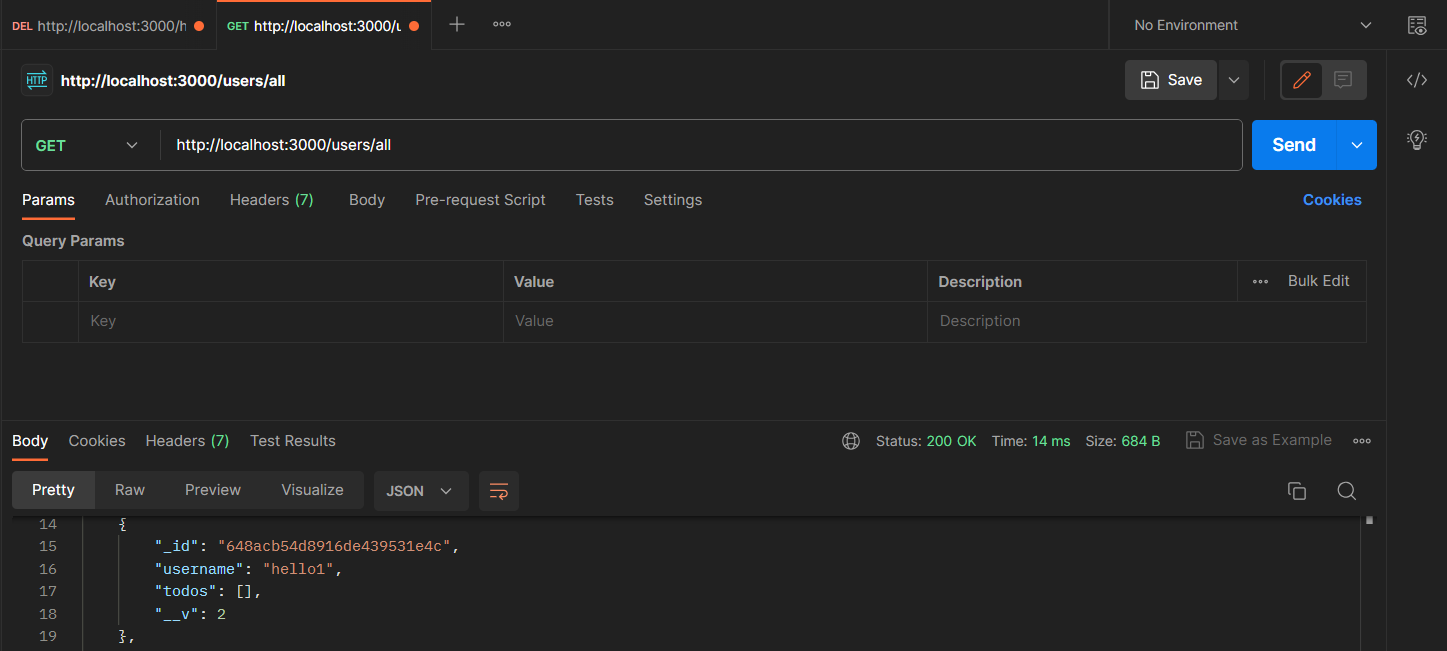 DEL http://localhost:3000/h GET http://localhost:3000/u No Environment
HTTP http://localhost:3000/users/all Save
GET http://localhost:3000/users/all Send
Params Authorization Headers (7) Body Pre-request Script Tests Settings Cookies
Query Params
Key Value Description Bulk Edit
Key Value Description
Body Cookies Headers (7) Test Results Status: 200 OK Time: 14 ms Size: 684 B Save as Example
Pretty Raw Preview Visualize JSON
14 {
15 "_id": "648acb54d8916de439531e4c",
16 "username": "hello1",
17 "todos": [],
18 "__v": 2
19 },